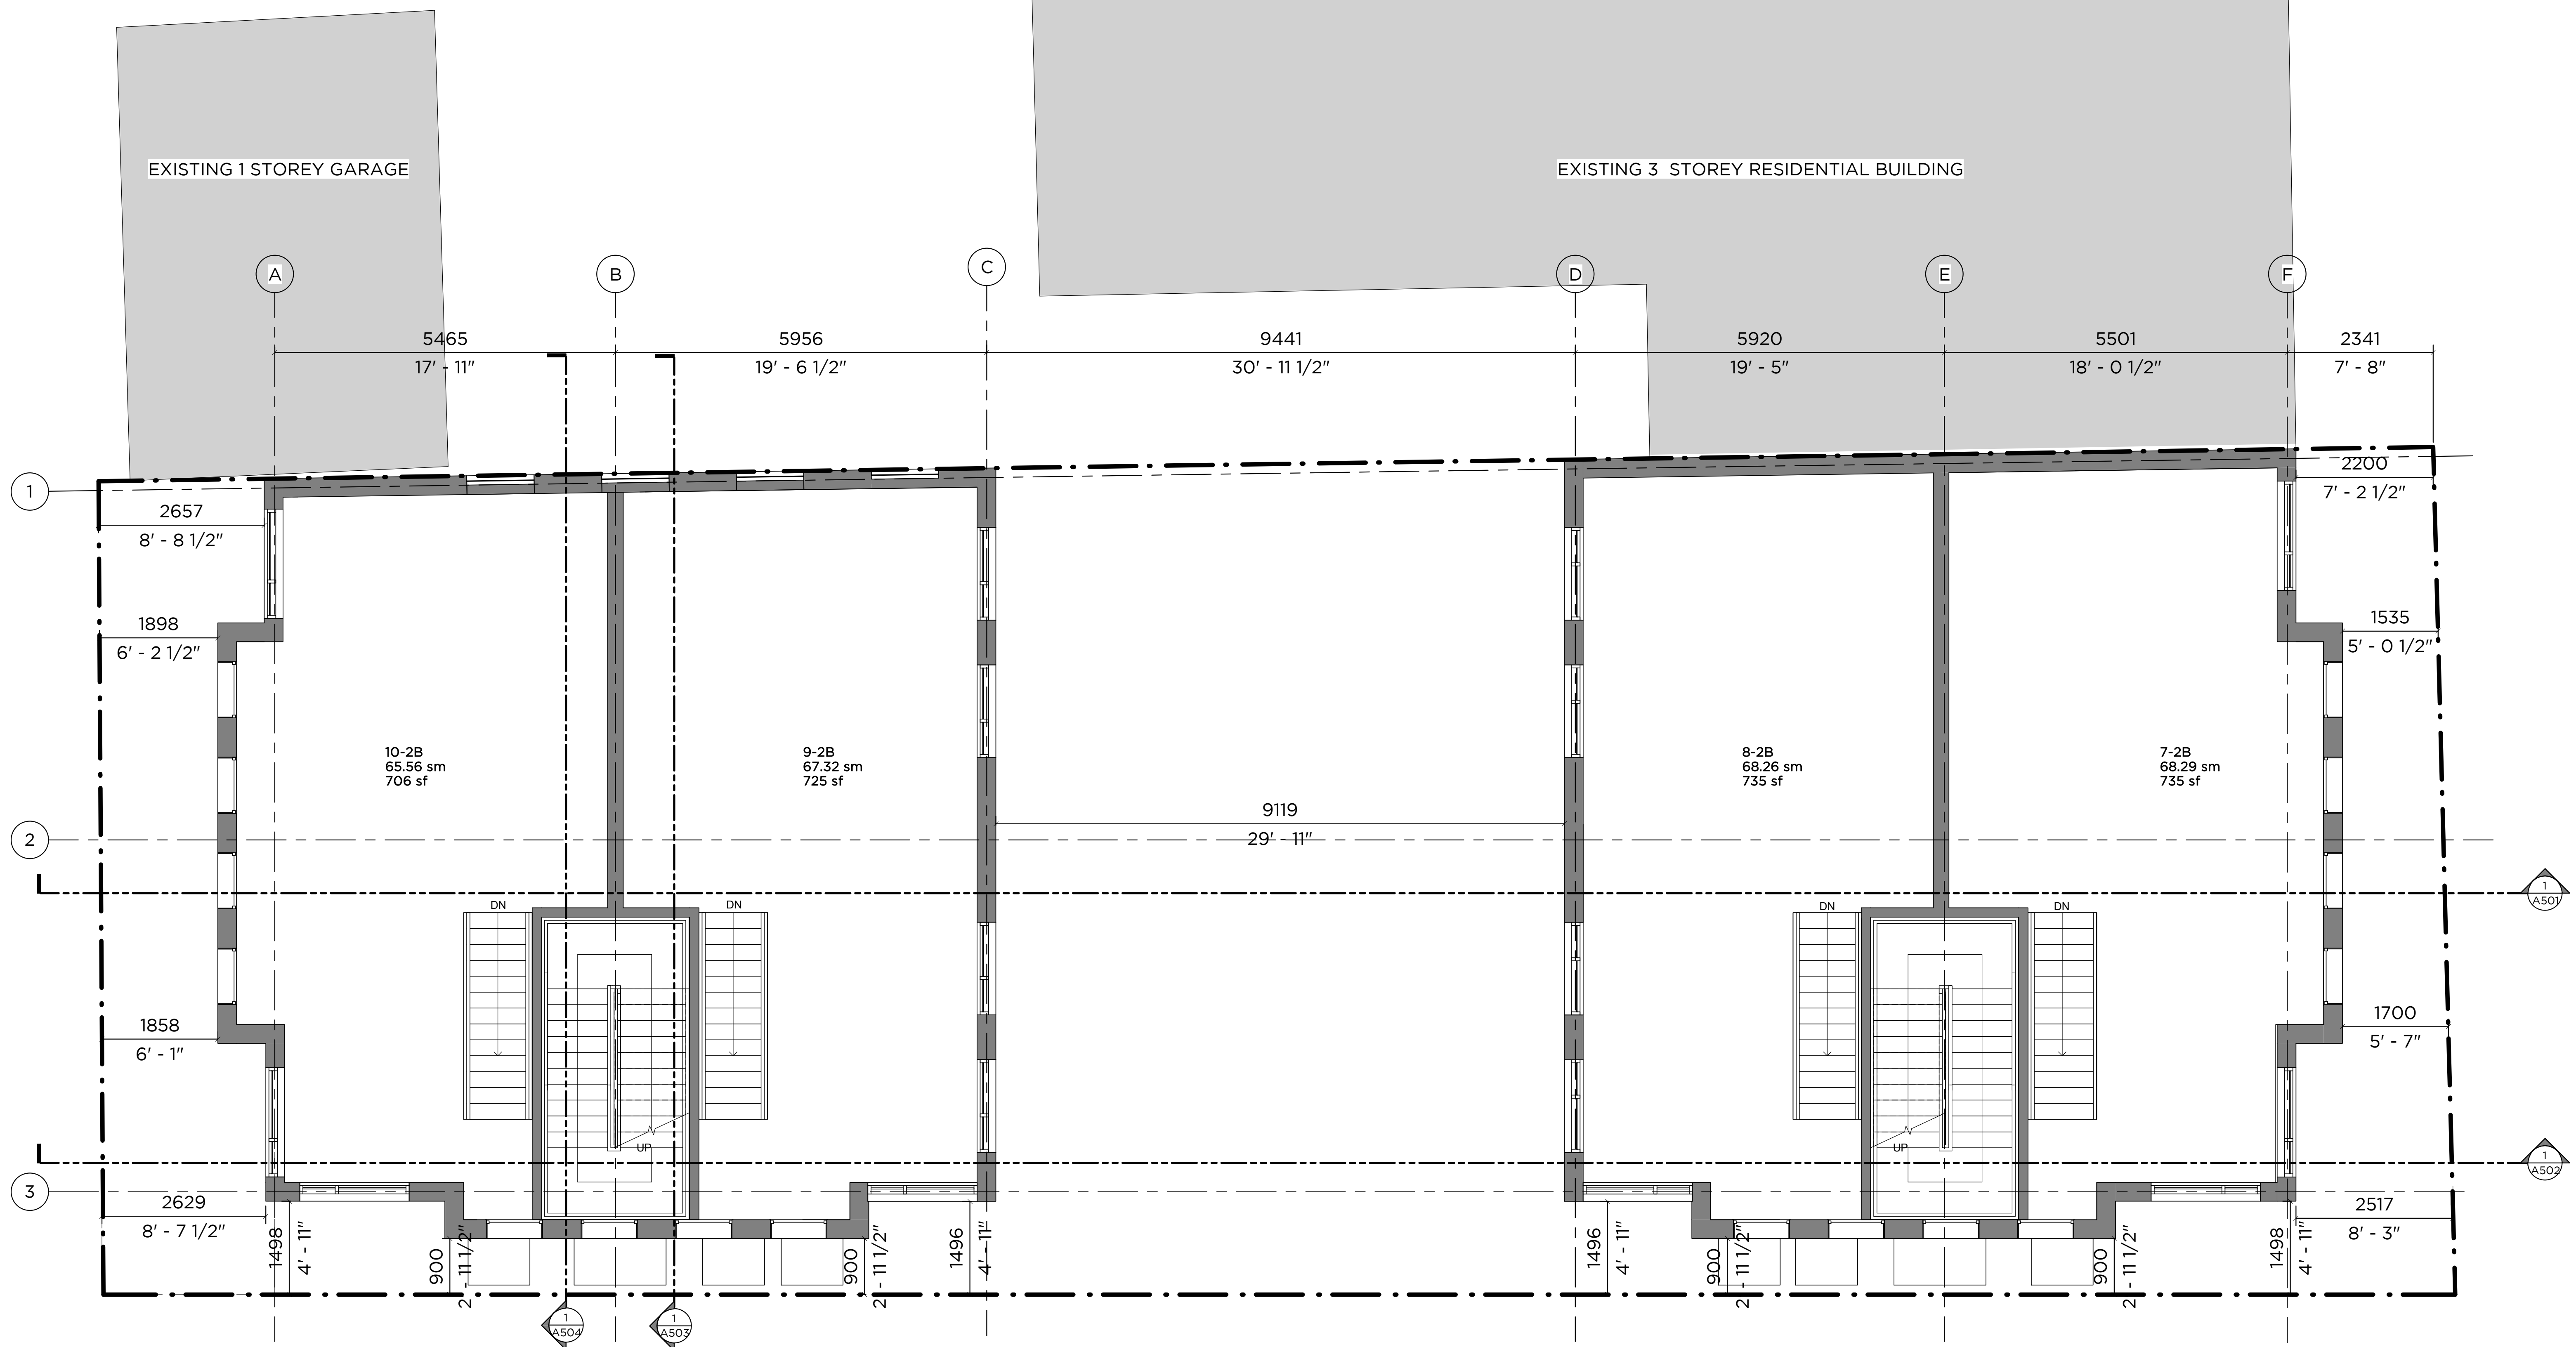 EXISTING 1 STOREY GARAGE
EXISTING 3 STOREY RESIDENTIAL BUILDING
A
B
C
D
E
F
5465
17' - 11"
5956
19' - 6 1/2"
9441
30' - 11 1/2"
5920
19' - 5"
5501
18' - 0 1/2"
2341
7' - 8"
1
2657
8' - 8 1/2"
2200
7' - 2 1/2"
1898
6' - 2 1/2"
1535
5' - 0 1/2"
10-2B
65.56 sm
706 sf
9-2B
67.32 sm
725 sf
8-2B
68.26 sm
735 sf
7-2B
68.29 sm
735 sf
9119
29' - 11"
2
1
A501
DN
DN
DN
DN
1858
6' - 1"
1700
5' - 7"
UP
UP
1
A502
3
2629
8' - 7 1/2"
1498
4' - 11"
900
2' - 11 1/2"
900
2' - 11 1/2"
1496
4' - 11"
1496
4' - 11"
900
2' - 11 1/2"
900
2' - 11 1/2"
1498
4' - 11"
2517
8' - 3"
1
A504
1
A503